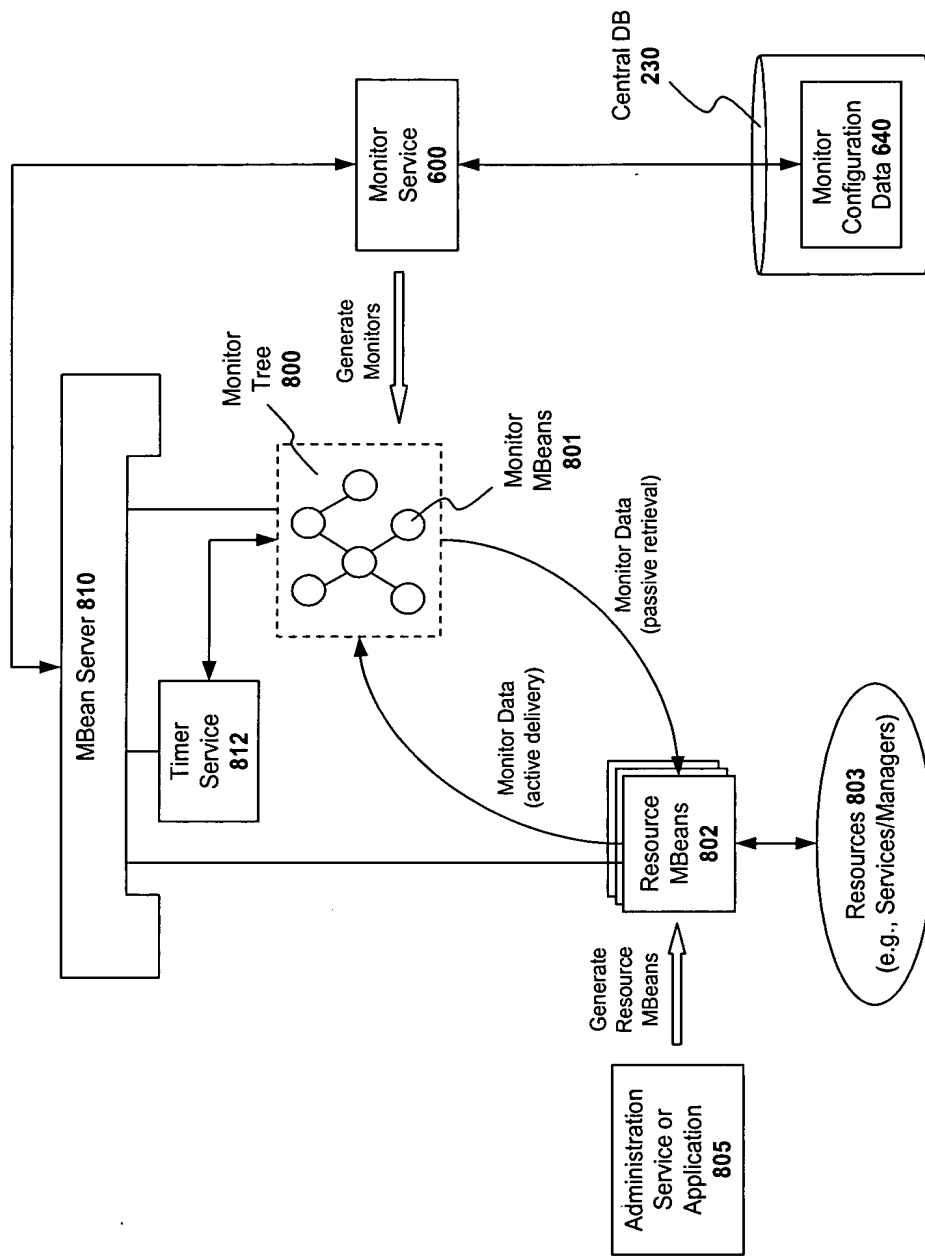 MBean Server 810
Timer
Service
812
Monitor
Tree
800
Monitor
MBeans
801
Generate
Monitors
Monitor
Service
600
Central DB
230
Monitor
Configuration
Data 640
Monitor Data
(active delivery)
Monitor Data
(passive retrieval)
Administration
Service or
Application
805
Generate
Resource
MBeans
Resource
MBeans
802
Resources 803
(e.g., Services/Managers)